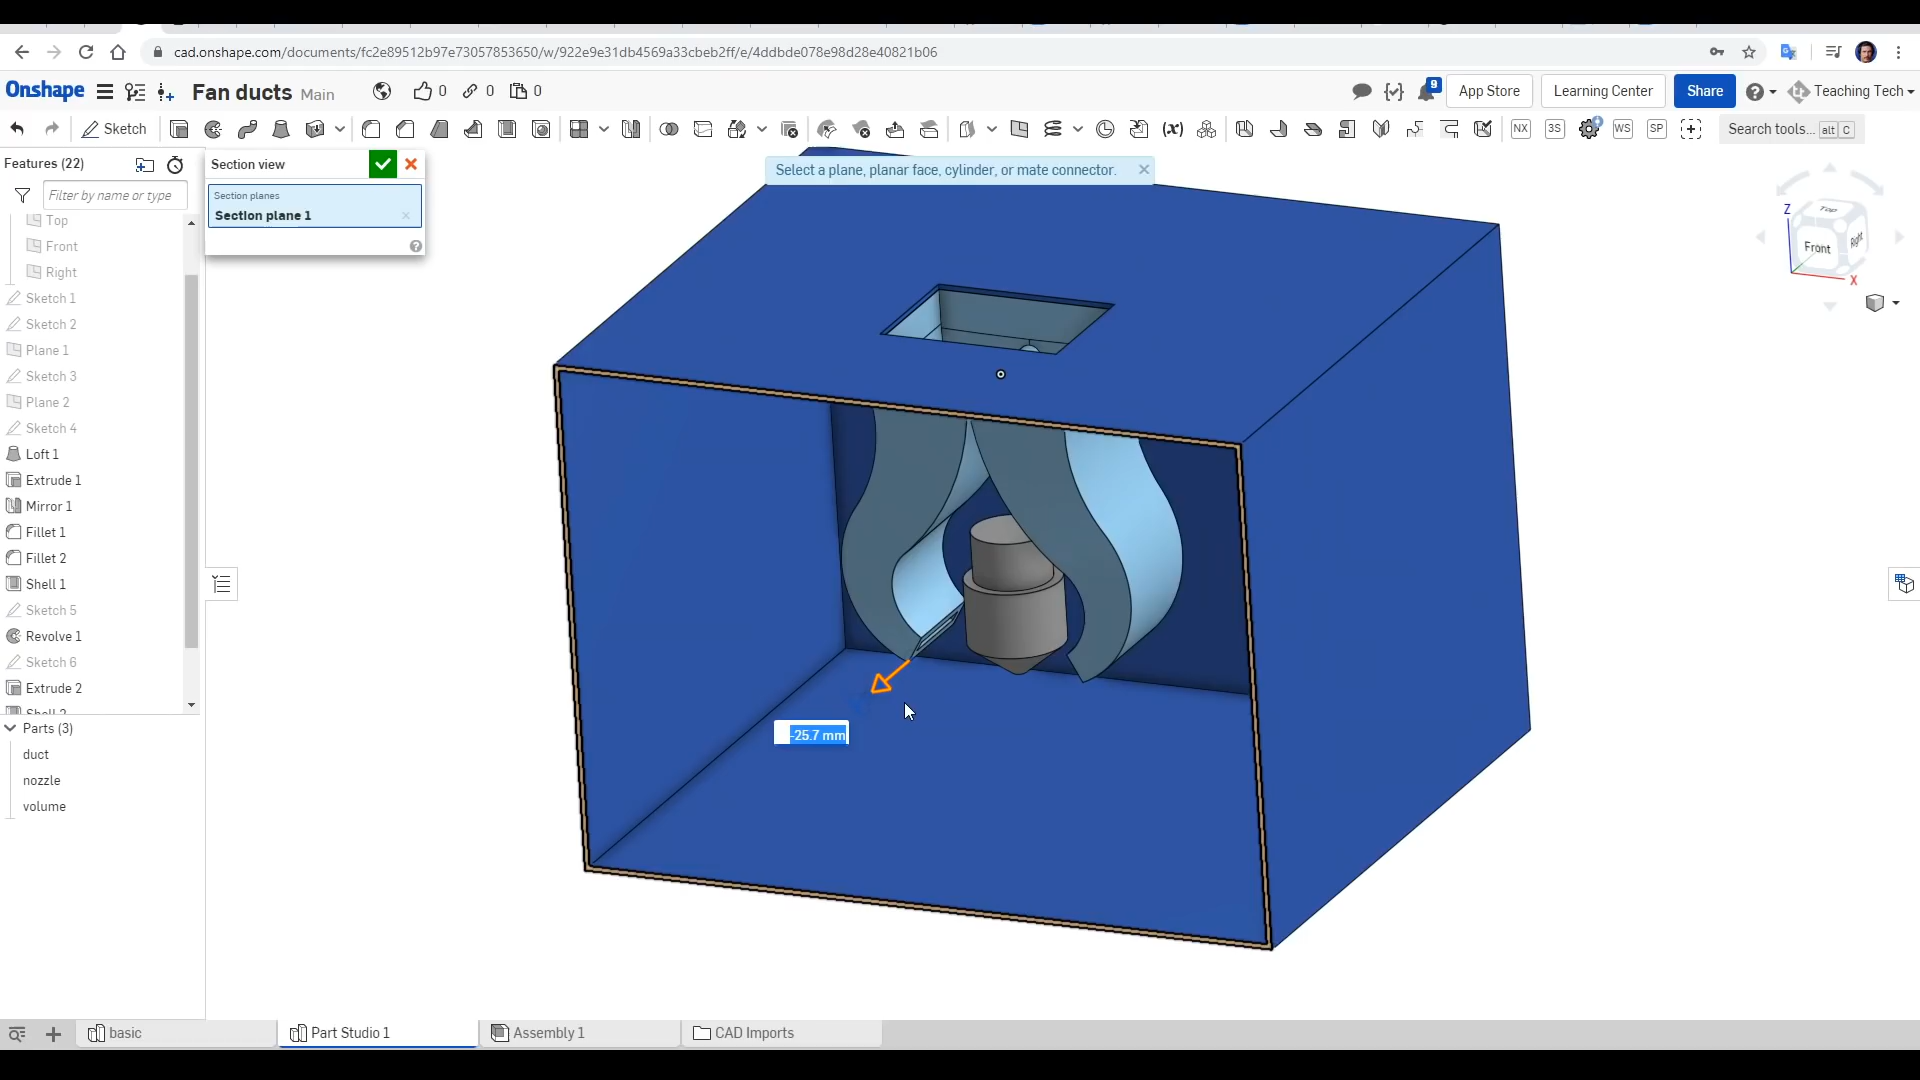 cad.onshape.com/documents/fc2e89512b97e73057853650/w/922e9e31db4569a33cbeb2ff/e/4ddbde078e98d28e40821b06
Onshape
Fan ducts Main
0
0
0
9
App Store
Learning Center
Share
Teaching Tech
Sketch
NX
3S
WS
SP
Search tools... alt C
Features (22)
Filter by name or type
Top
Front
Right
Sketch 1
Sketch 2
Plane 1
Sketch 3
Plane 2
Sketch 4
Loft 1
Extrude 1
Mirror 1
Fillet 1
Fillet 2
Shell 1
Sketch 5
Revolve 1
Sketch 6
Extrude 2
Shell 2
Parts (3)
duct
nozzle
volume
Section view
Section planes
Section plane 1
Select a plane, planar face, cylinder, or mate connector.
Z
Top
Front
Right
X
-25.7 mm
basic
Part Studio 1
Assembly 1
CAD Imports